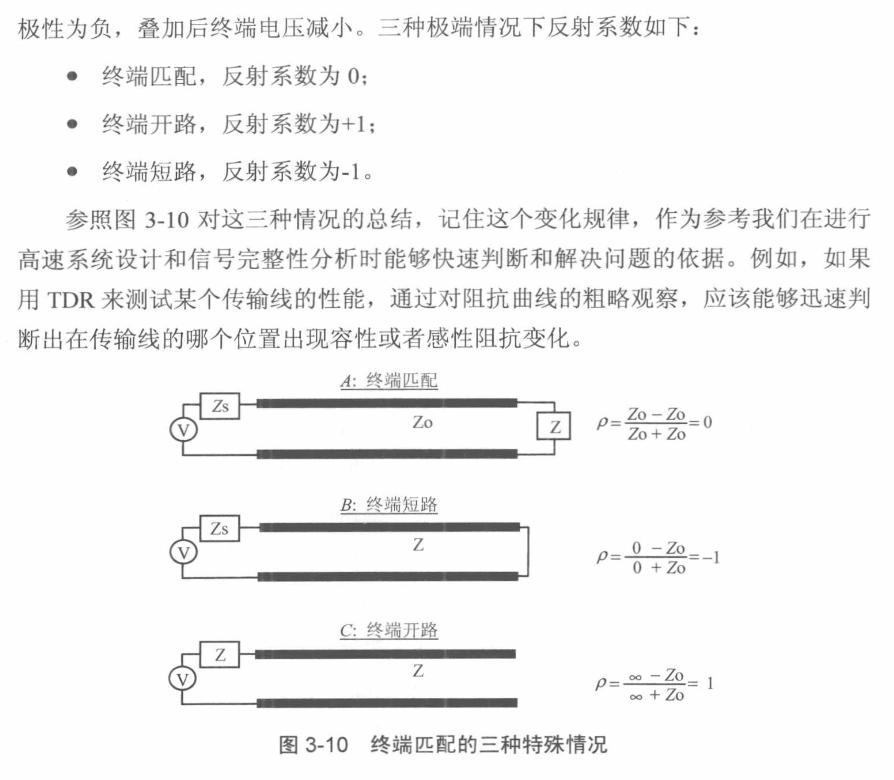 极性为负，叠加后终端电压减小。三种极端情况下反射系数如下：
● 终端匹配，反射系数为 0；
● 终端开路，反射系数为+1；
● 终端短路，反射系数为-1。
参照图 3-10 对这三种情况的总结，记住这个变化规律，作为参考我们在进行
高速系统设计和信号完整性分析时能够快速判断和解决问题的依据。例如，如果
用 TDR 来测试某个传输线的性能，通过对阻抗曲线的粗略观察，应该能够迅速判
断出在传输线的哪个位置出现容性或者感性阻抗变化。
A: 终端匹配
Zs
V
Zo
Z
ρ=(Zo－Zo)/(Zo＋Zo)=0
B: 终端短路
Zs
V
Z
ρ=(0－Zo)/(0＋Zo)=−1
C: 终端开路
Z
V
Z
ρ=(∞－Zo)/(∞＋Zo)= 1
图 3-10 终端匹配的三种特殊情况